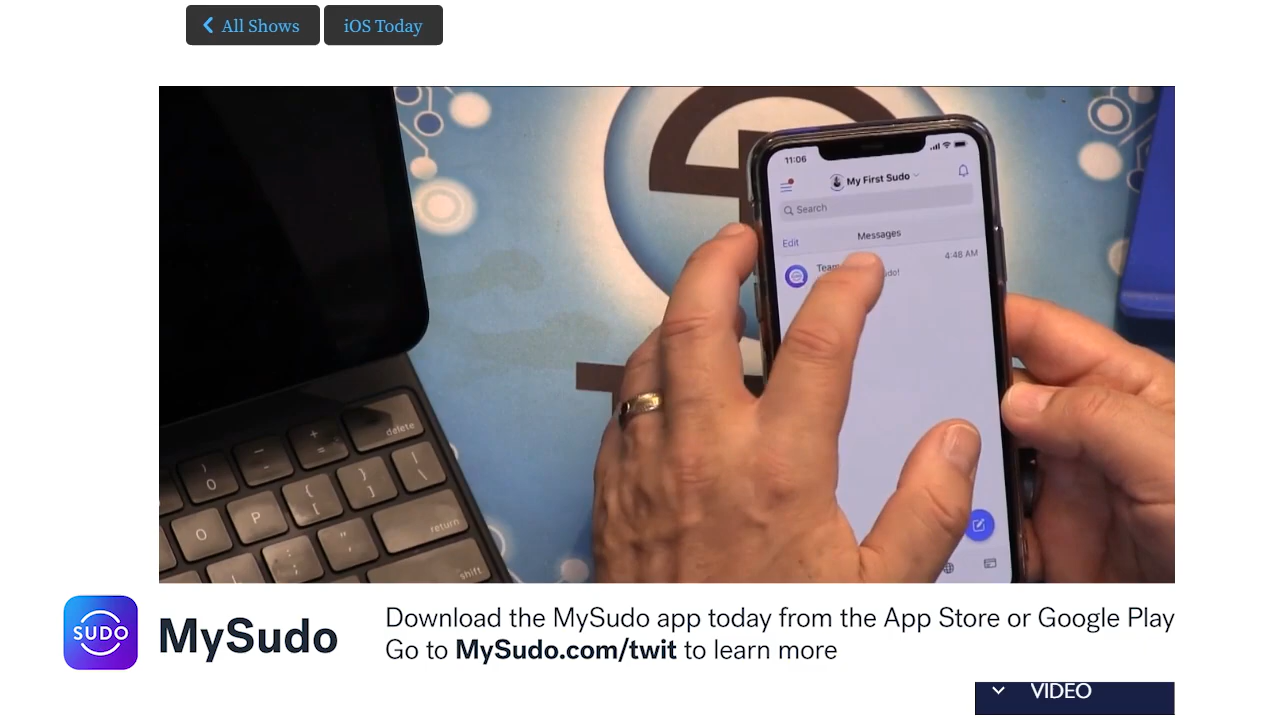 All Shows
iOS Today
11:06
My First Sudo
Search
Edit
Messages
4:48 AM
delete
+
=
-
)
0
}
]
|
\
{
[
P
O
return
:
;
"
,
shift
SUDO
MySudo
Download the MySudo app today from the App Store or Google Play
Go to MySudo.com/twit to learn more
VIDEO